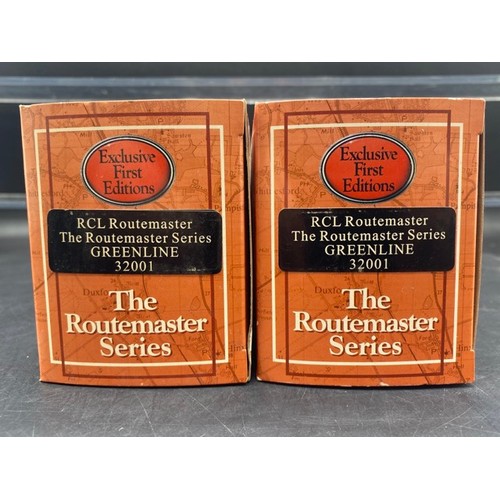 Exclusive
First
Editions
RCL Routemaster
The Routemaster Series
GREENLINE
32001
The
Routemaster
Series
Exclusive
First
Editions
RCL Routemaster
The Routemaster Series
GREENLINE
32001
The
Routemaster
Series